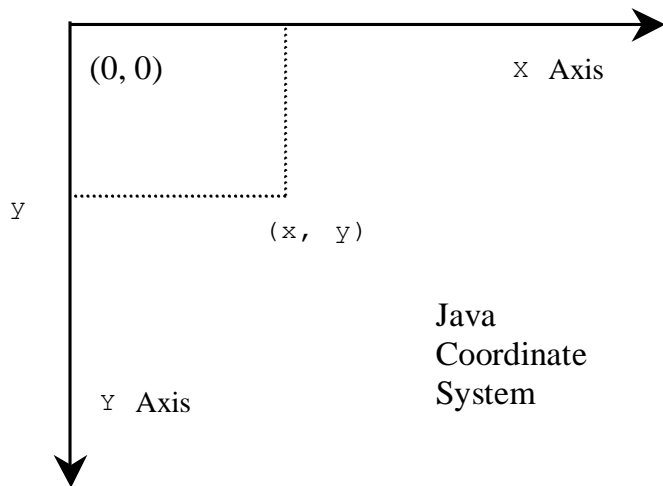 (0, 0)
X Axis
y
(x, y)
Java
Coordinate
System
Y Axis